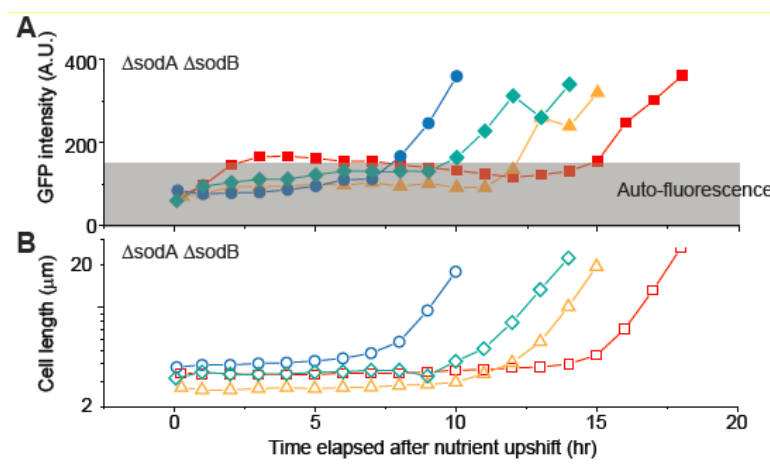 A
ΔsodA ΔsodB
GFP intensity (A.U.)
400
200
0
Auto-fluorescence
B
ΔsodA ΔsodB
Cell length (μm)
20
2
0
5
10
15
20
Time elapsed after nutrient upshift (hr)